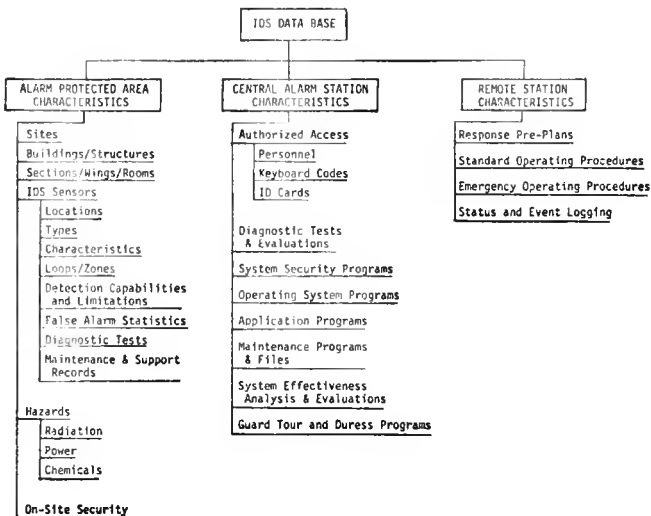 IDS DATA BASE
ALARM PROTECTED AREA
CHARACTERISTICS
Sites
Buildings/Structures
Sections/Wings/Rooms
IDS Sensors
Locations
Types
Characteristics
Loops/Zones
Detection Capabilities
and Limitations
False Alarm Statistics
Diagnostic Tests
Maintenance & Support
Records
Hazards
Radiation
Power
Chemicals
On-Site Security
CENTRAL ALARM STATION
CHARACTERISTICS
Authorized Access
Personnel
Keyboard Codes
ID Cards
Diagnostic Tests
& Evaluations
System Security Programs
Operating System Programs
Application Programs
Maintenance Programs
& Files
System Effectiveness
Analysis & Evaluations
Guard Tour and Duress Programs
REMOTE STATION
CHARACTERISTICS
Response Pre-Plans
Standard Operating Procedures
Emergency Operating Procedures
Status and Event Logging